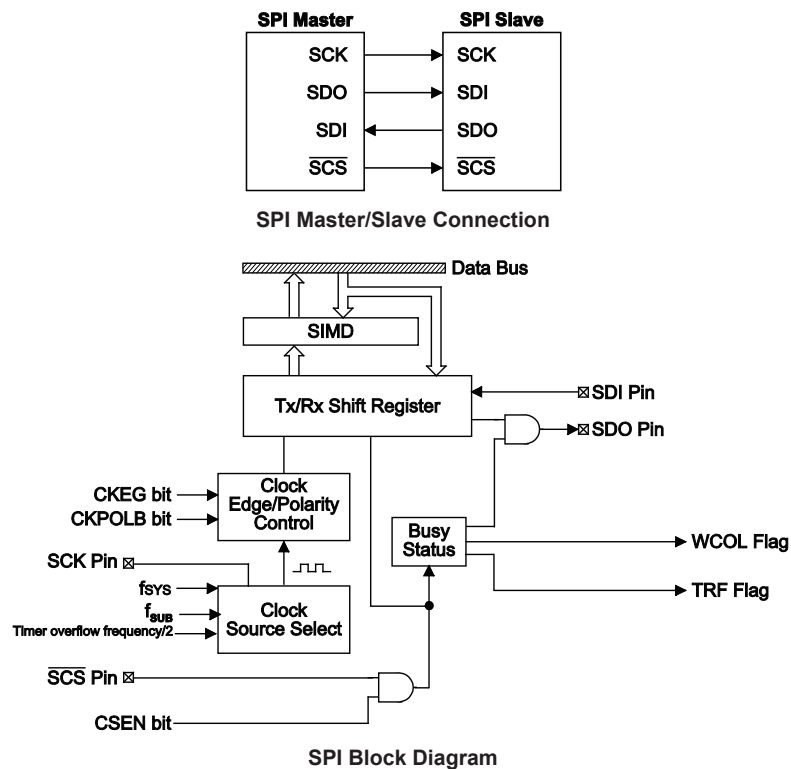 SPI Master
SPI Slave
SCK
SCK
SDO
SDI
SDI
SDO
SCS
SCS
SPI Master/Slave Connection
Data Bus
SIMD
Tx/Rx Shift Register
SDI Pin
SDO Pin
CKEG bit
CKPOLB bit
Clock
Edge/Polarity
Control
Busy
Status
WCOL Flag
TRF Flag
SCK Pin
fSYS
fSUB
Timer overflow frequency/2
Clock
Source Select
SCS Pin
CSEN bit
SPI Block Diagram